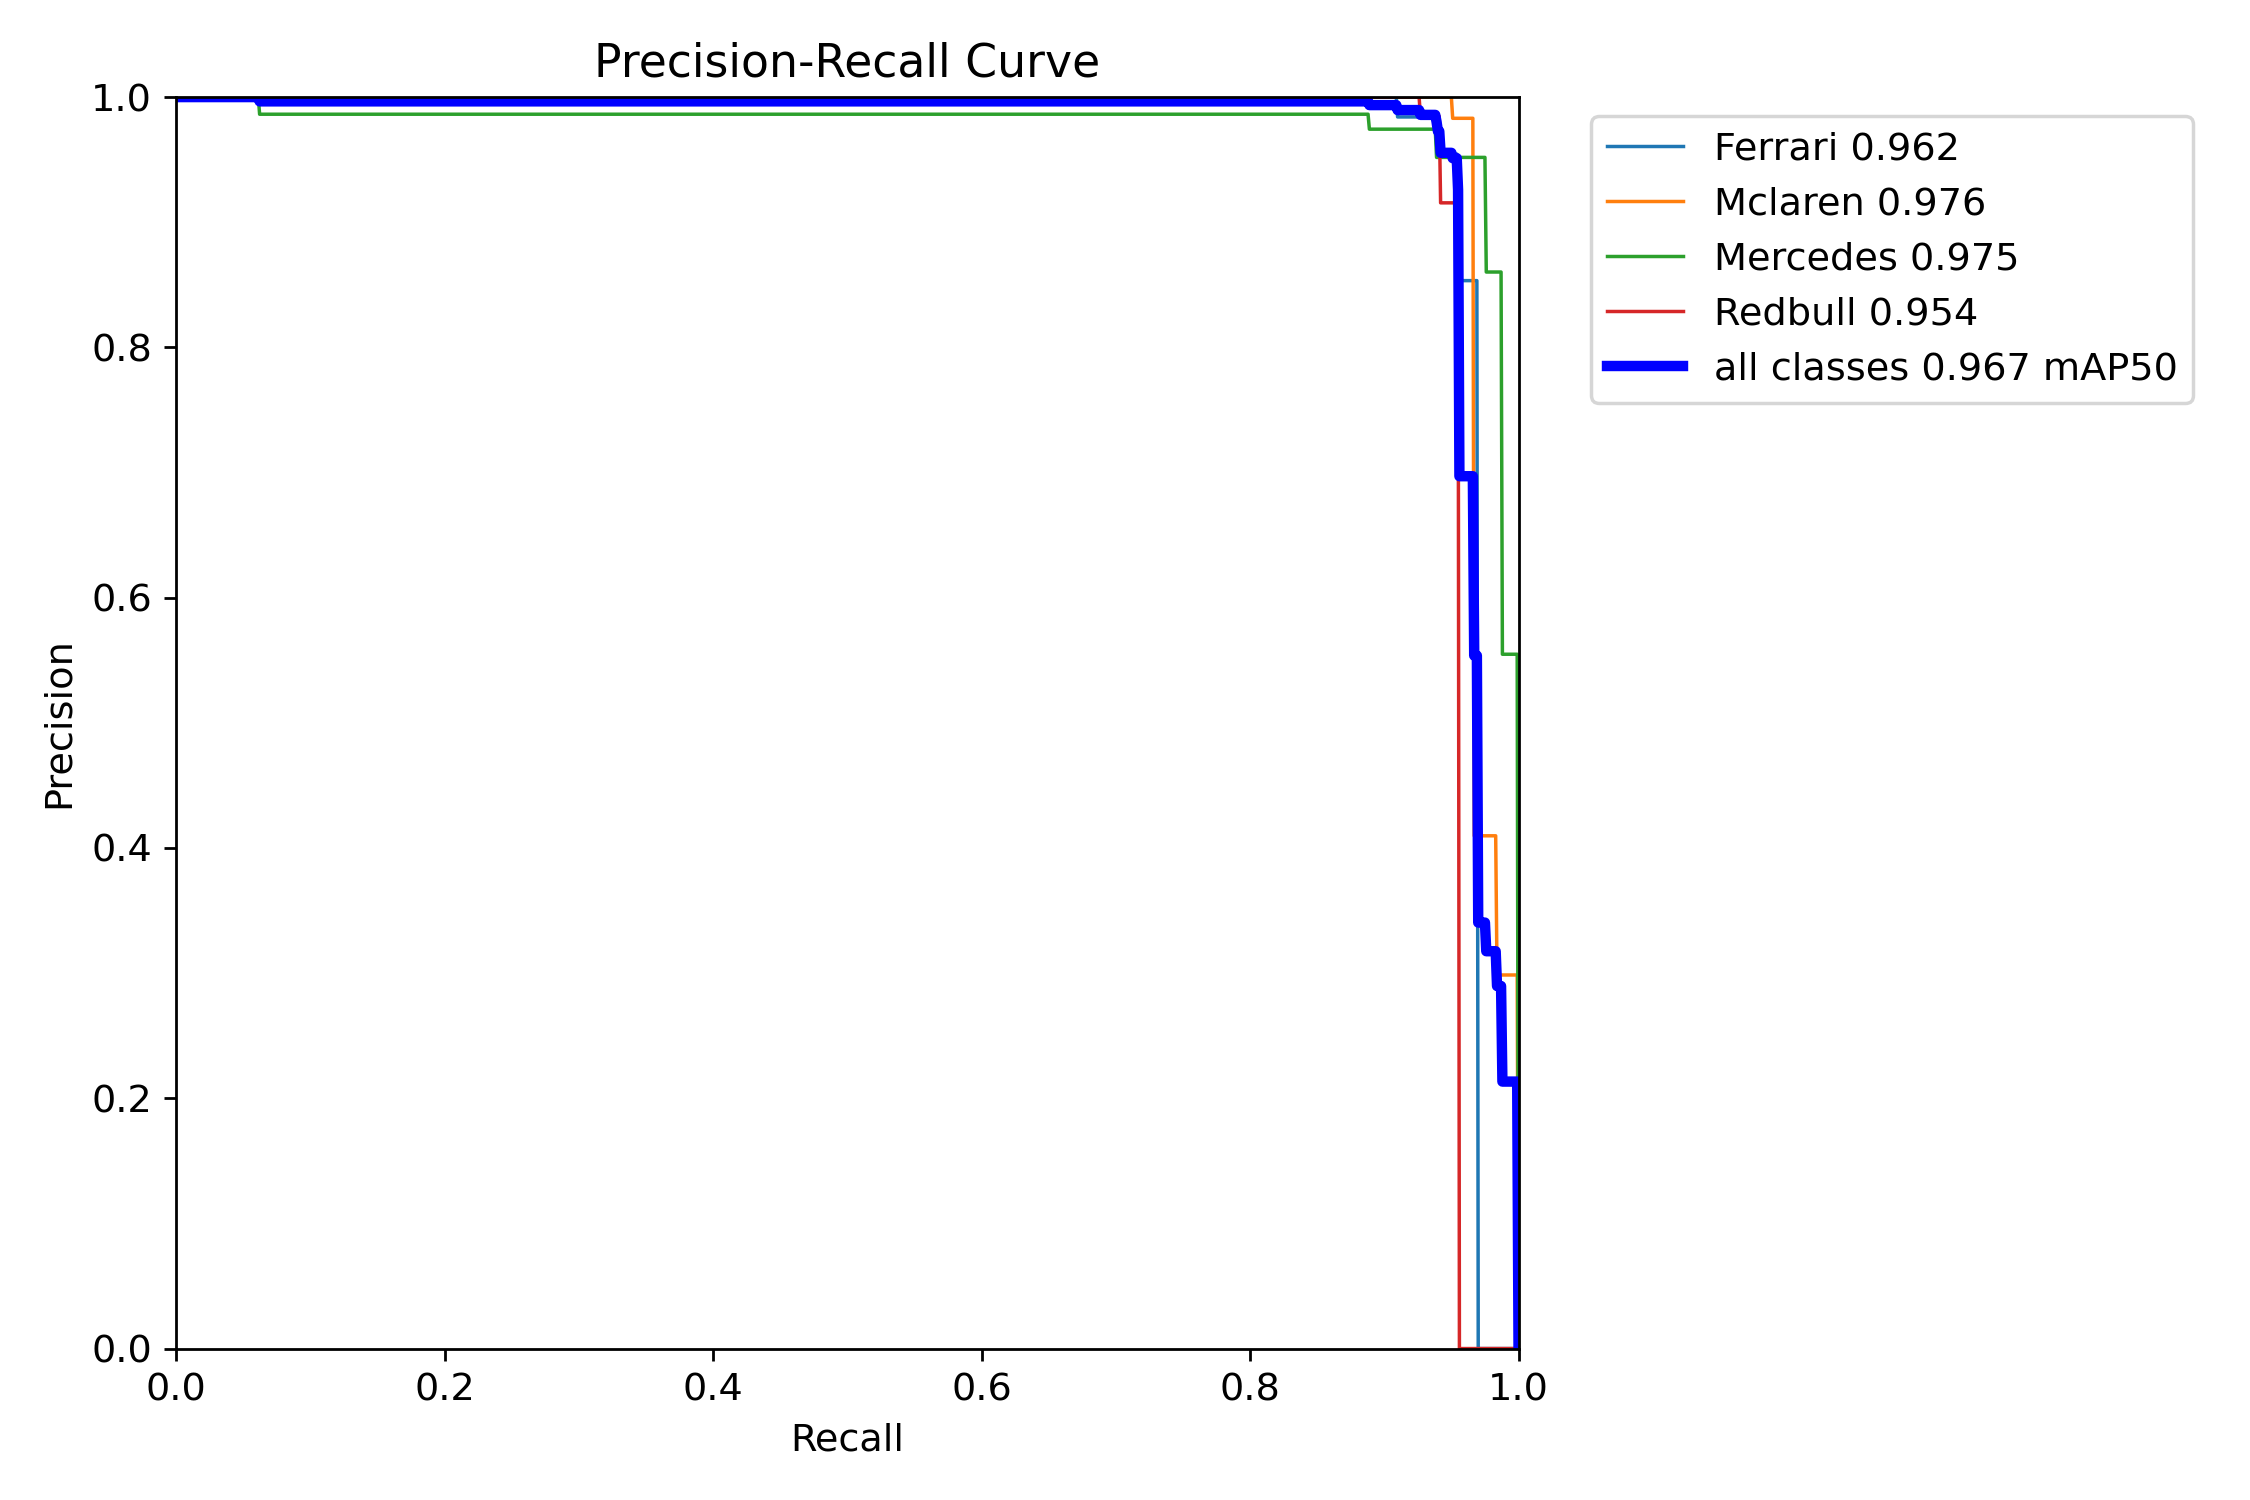 Precision-Recall Curve
1.0
0.8
0.6
0.4
0.2
0.0
Precision
0.0 0.2 0.4 0.6 0.8 1.0
Recall
Ferrari 0.962
Mclaren 0.976
Mercedes 0.975
Redbull 0.954
all classes 0.967 mAP50